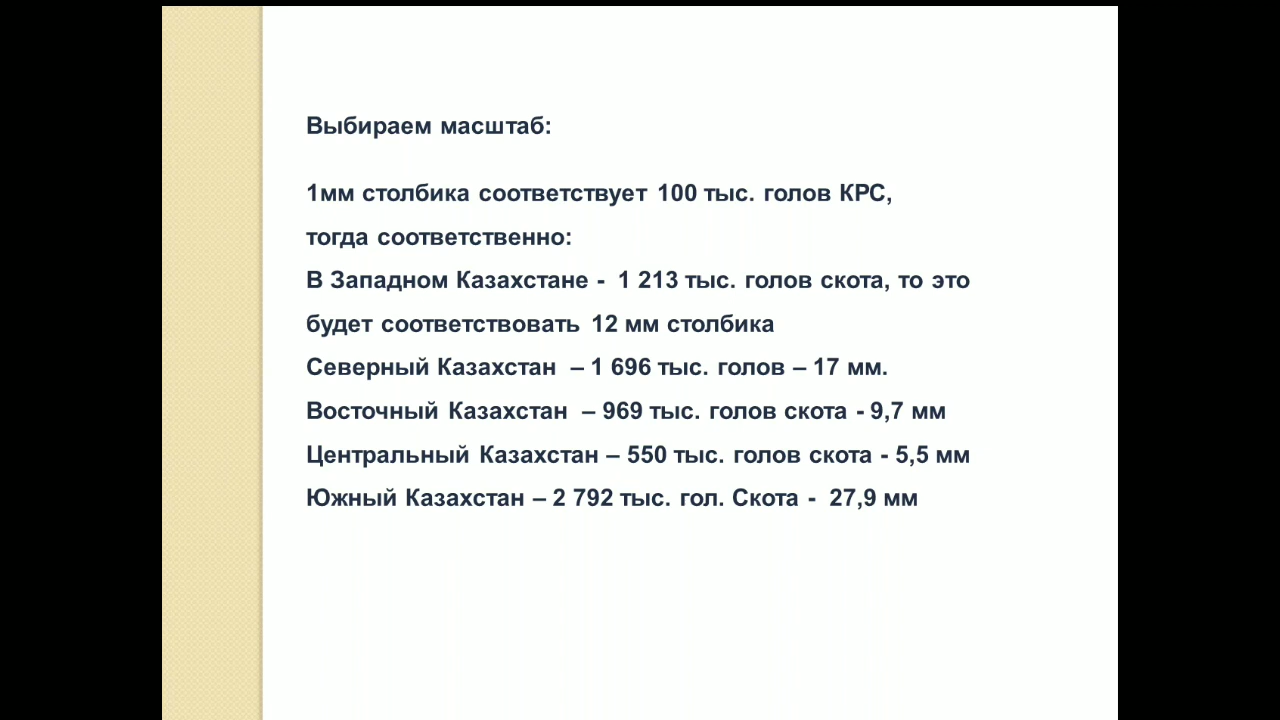 Выбираем масштаб:
1мм столбика соответствует 100 тыс. голов КРС,
тогда соответственно:
В Западном Казахстане - 1 213 тыс. голов скота, то это
будет соответствовать 12 мм столбика
Северный Казахстан – 1 696 тыс. голов – 17 мм.
Восточный Казахстан – 969 тыс. голов скота - 9,7 мм
Центральный Казахстан – 550 тыс. голов скота - 5,5 мм
Южный Казахстан – 2 792 тыс. гол. Скота - 27,9 мм